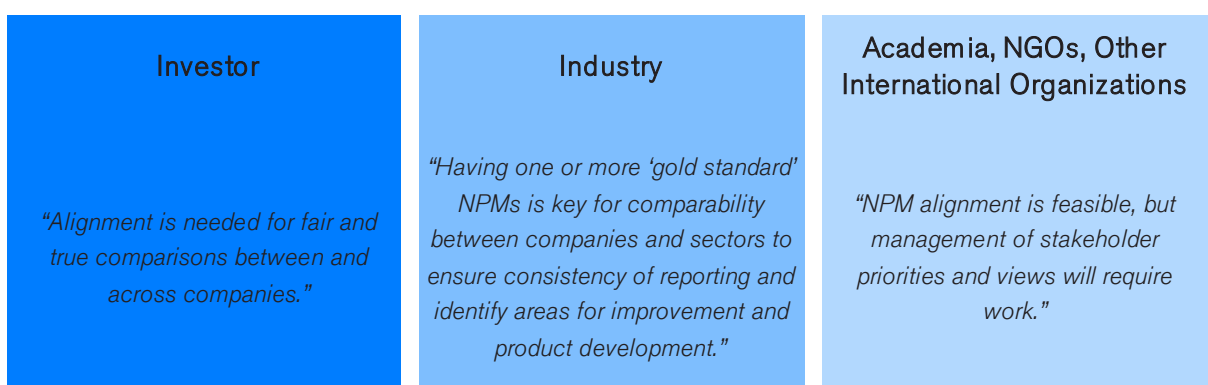 Investor
“Alignment is needed for fair and
true comparisons between and
across companies.”
Industry
“Having one or more ‘gold standard’
NPMs is key for comparability
between companies and sectors to
ensure consistency of reporting and
identify areas for improvement and
product development.”
Academia, NGOs, Other
International Organizations
“NPM alignment is feasible, but
management of stakeholder
priorities and views will require
work.”